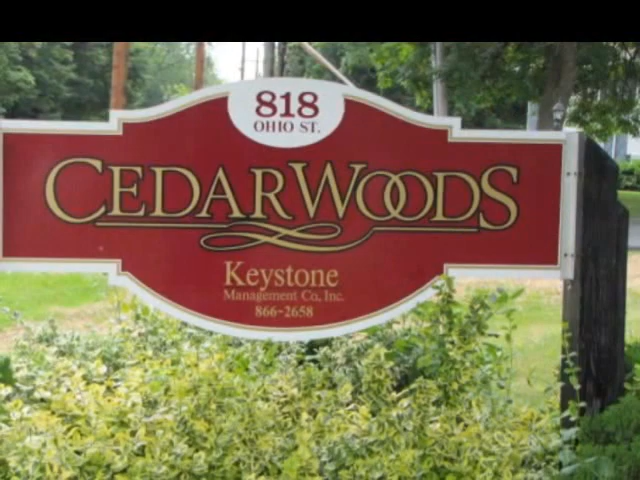 818
OHIO ST.
CEDARWOODS
Keystone
Management Co., Inc.
866-2658